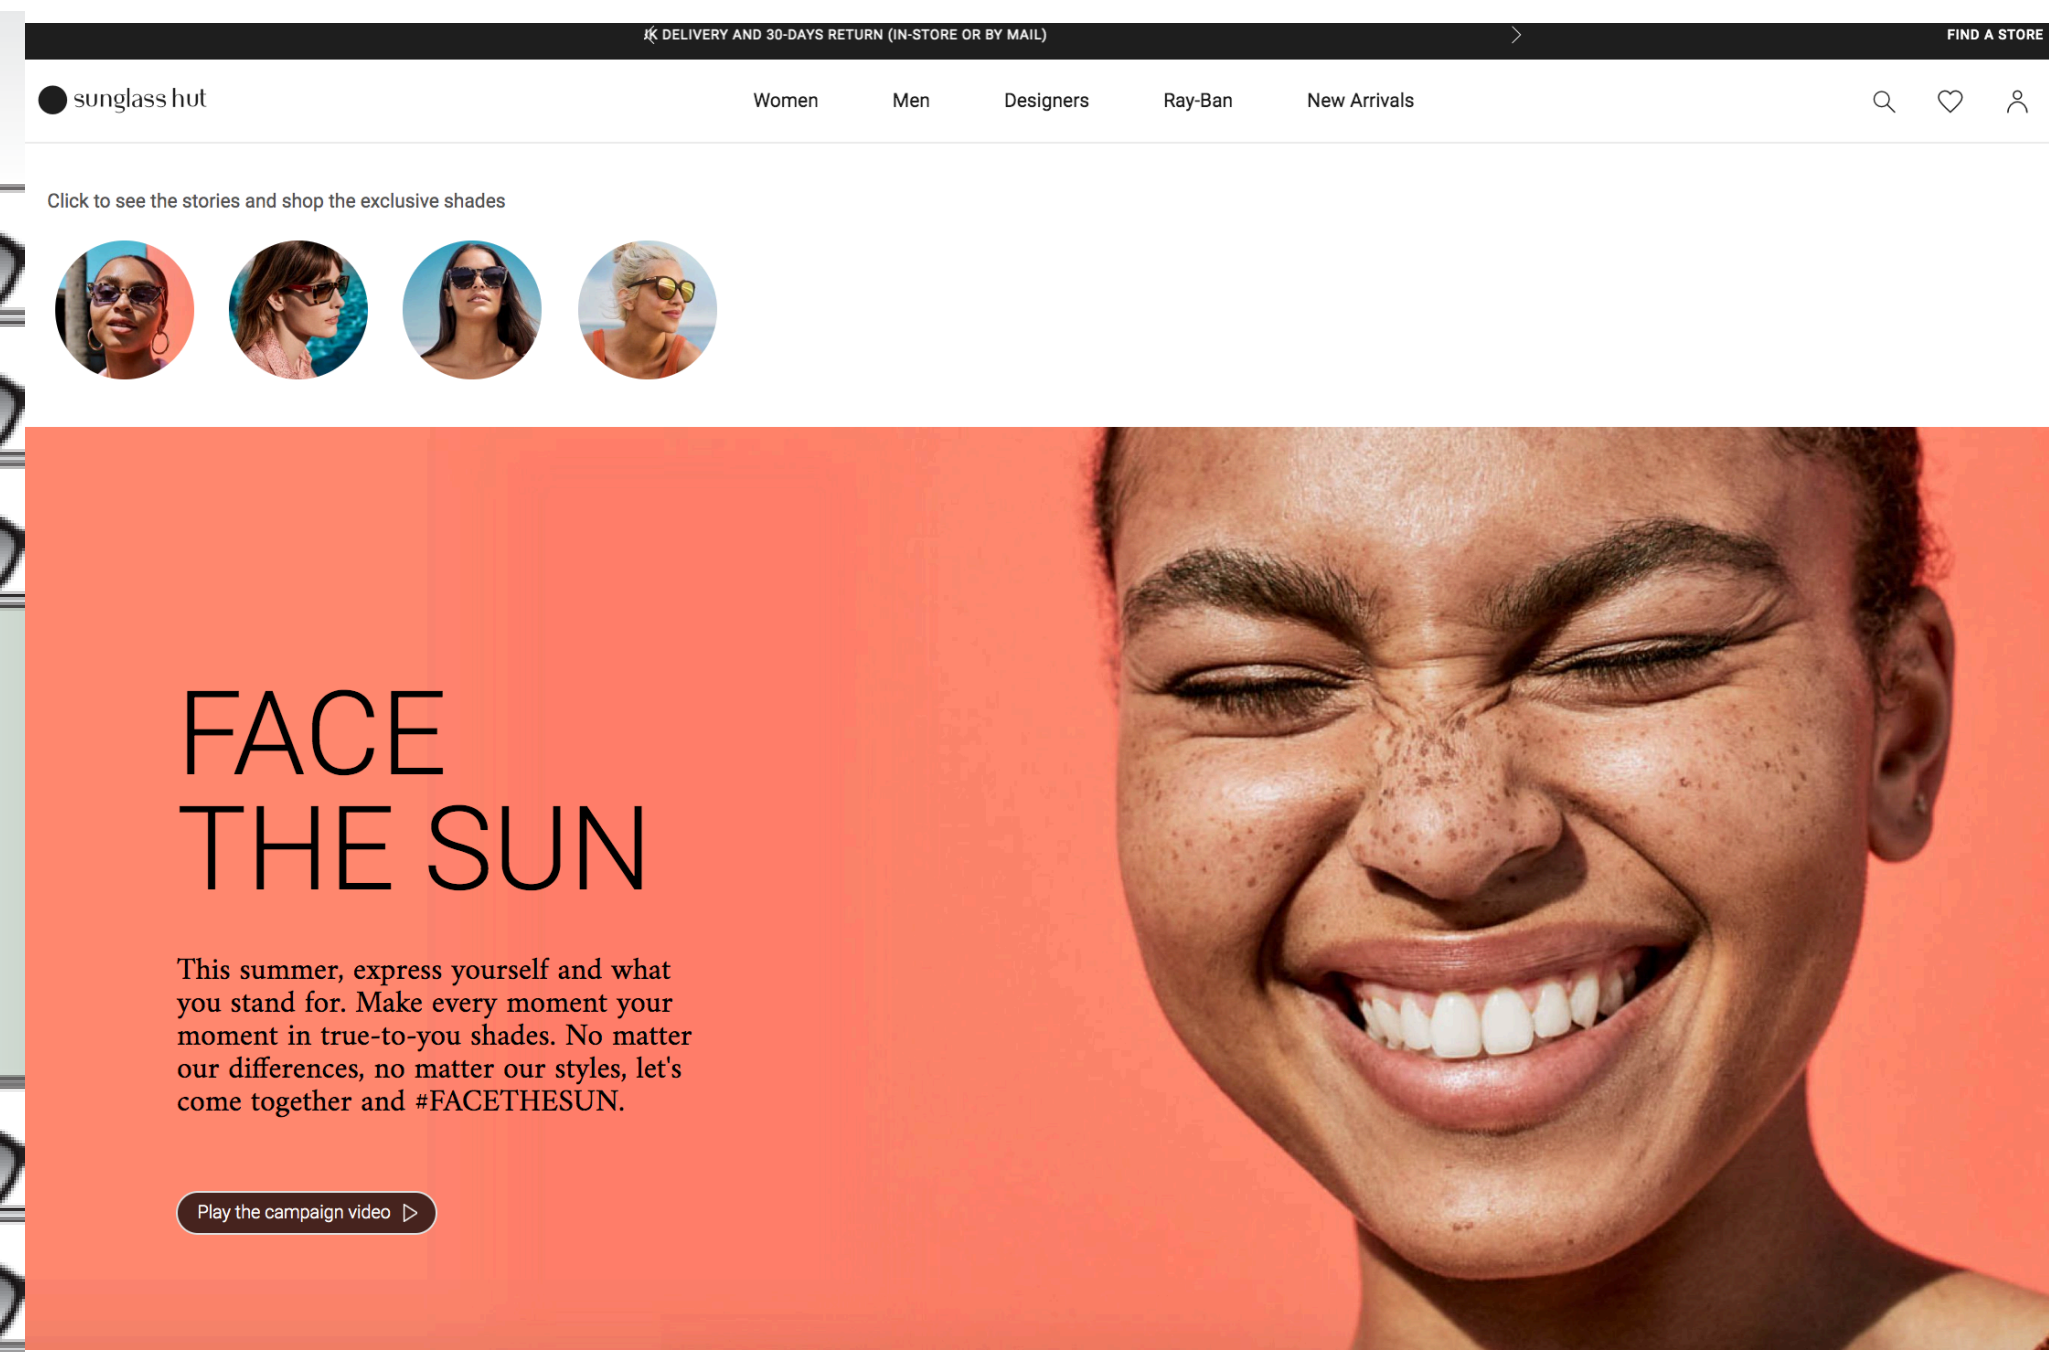 DELIVERY AND 30-DAYS RETURN (IN-STORE OR BY MAIL)
FIND A STORE
sunglass hut
Women
Men
Designers
Ray-Ban
New Arrivals
Click to see the stories and shop the exclusive shades
FACE
THE SUN
This summer, express yourself and what
you stand for. Make every moment your
moment in true-to-you shades. No matter
our differences, no matter our styles, let's
come together and #FACETHESUN.
Play the campaign video